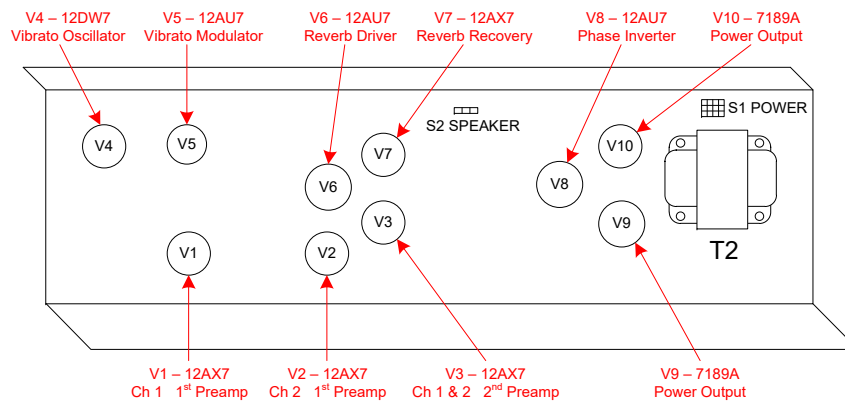 V4 – 12DW7
Vibrato Oscillator
V5 – 12AU7
Vibrato Modulator
V6 – 12AU7
Reverb Driver
V7 – 12AX7
Reverb Recovery
V8 – 12AU7
Phase Inverter
V10 – 7189A
Power Output
S2 SPEAKER
S1 POWER
V4
V5
V7
V10
V6
V8
V3
V9
V1
V2
T2
V1 – 12AX7
Ch 1 1st Preamp
V2 – 12AX7
Ch 2 1st Preamp
V3 – 12AX7
Ch 1 & 2 2nd Preamp
V9 – 7189A
Power Output